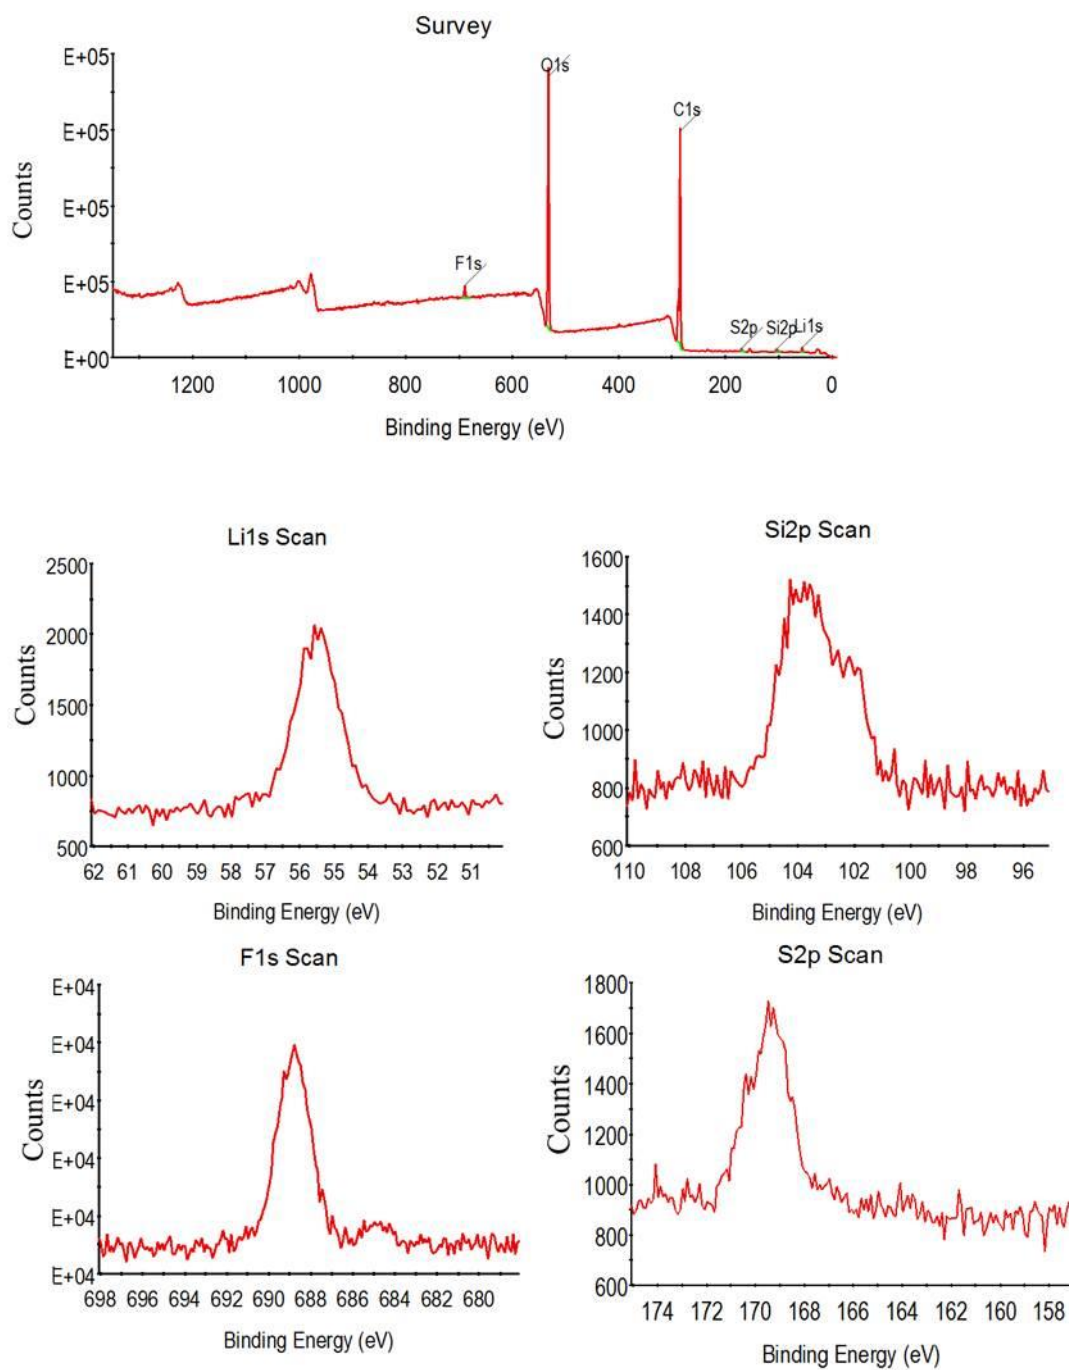 Survey
Counts
E+05
E+05
E+05
E+05
E+00
O1s
C1s
F1s
S2p
Si2p
Li1s
1200
1000
800
600
400
200
0
Binding Energy (eV)
Li1s Scan
Counts
2500
2000
1500
1000
500
62 61 60 59 58 57 56 55 54 53 52 51
Binding Energy (eV)
Si2p Scan
Counts
1600
1400
1200
1000
800
600
110 108 106 104 102 100 98 96
Binding Energy (eV)
F1s Scan
Counts
E+04
E+04
E+04
E+04
E+04
E+04
698 696 694 692 690 688 686 684 682 680
Binding Energy (eV)
S2p Scan
Counts
1800
1600
1400
1200
1000
800
600
174 172 170 168 166 164 162 160 158
Binding Energy (eV)